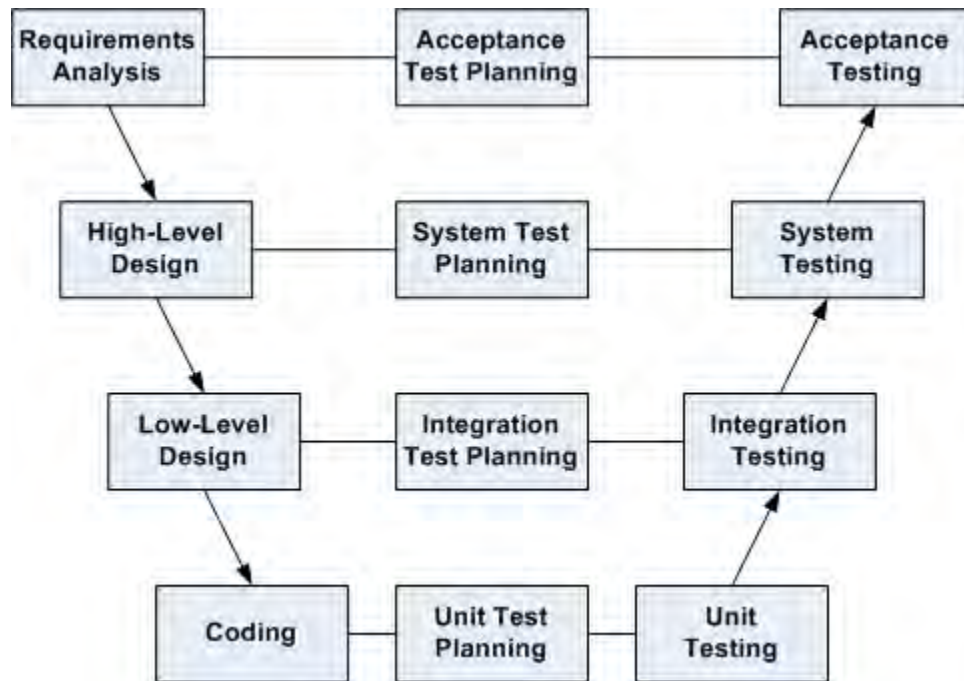 Requirements
Analysis
Acceptance
Test Planning
Acceptance
Testing
High-Level
Design
System Test
Planning
System
Testing
Low-Level
Design
Integration
Test Planning
Integration
Testing
Coding
Unit Test
Planning
Unit
Testing